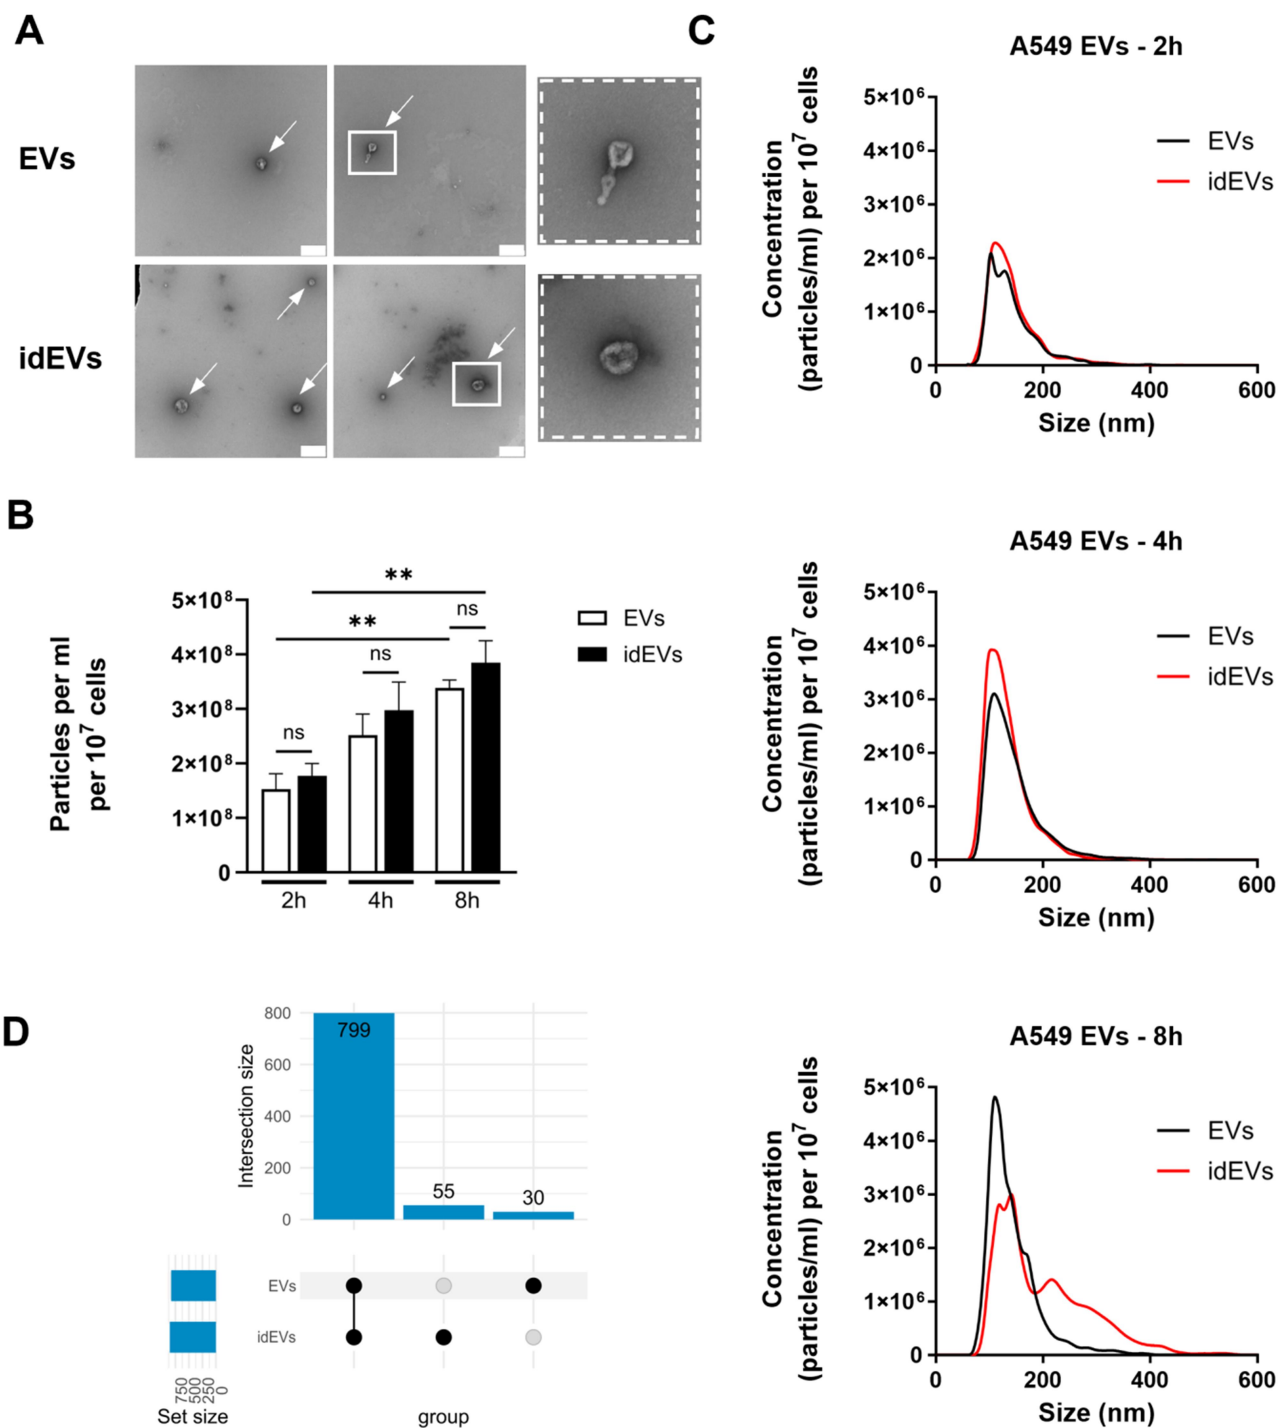 A
EVs
idEVs
B
Particles per ml
per 10⁷ cells
5×10⁸
4×10⁸
3×10⁸
2×10⁸
1×10⁸
0
**
**
ns
ns
ns
EVs
idEVs
2h
4h
8h
C
A549 EVs - 2h
Concentration
(particles/ml) per 10⁷ cells
5×10⁶
4×10⁶
3×10⁶
2×10⁶
1×10⁶
0
EVs
idEVs
0
200
400
600
Size (nm)
A549 EVs - 4h
Concentration
(particles/ml) per 10⁷ cells
5×10⁶
4×10⁶
3×10⁶
2×10⁶
1×10⁶
0
EVs
idEVs
0
200
400
600
Size (nm)
A549 EVs - 8h
Concentration
(particles/ml) per 10⁷ cells
5×10⁶
4×10⁶
3×10⁶
2×10⁶
1×10⁶
0
EVs
idEVs
0
200
400
600
Size (nm)
D
Intersection size
800
600
400
200
0
799
55
30
EVs
idEVs
750
500
250
0
Set size
group